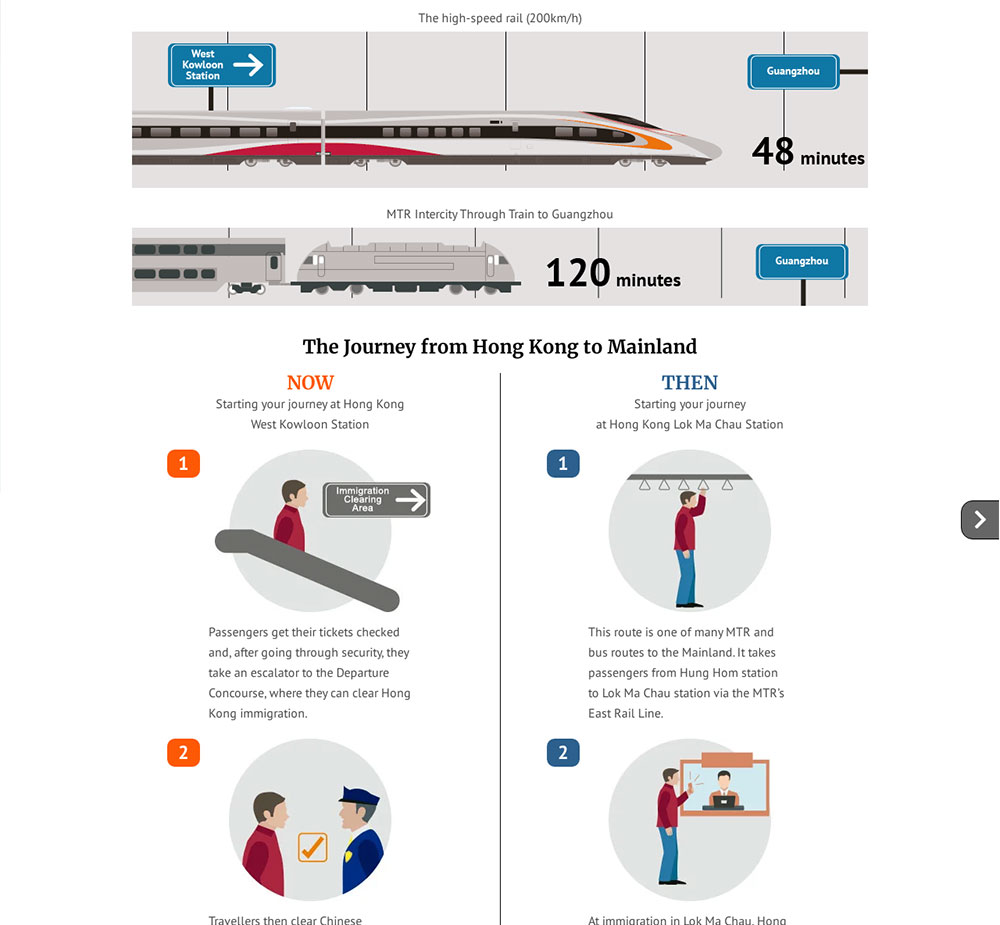 The high-speed rail (200km/h)
West
Kowloon
Station
Guangzhou
48 minutes
MTR Intercity Through Train to Guangzhou
120 minutes
Guangzhou
The Journey from Hong Kong to Mainland
NOW
Starting your journey at Hong Kong
West Kowloon Station
1
Immigration
Clearing
Area
Passengers get their tickets checked
and, after going through security, they
take an escalator to the Departure
Concourse, where they can clear Hong
Kong immigration.
2
Travellers then clear Chinese
THEN
Starting your journey
at Hong Kong Lok Ma Chau Station
1
This route is one of many MTR and
bus routes to the Mainland. It takes
passengers from Hung Hom station
to Lok Ma Chau station via the MTR's
East Rail Line.
2
At immigration in Lok Ma Chau, Hong